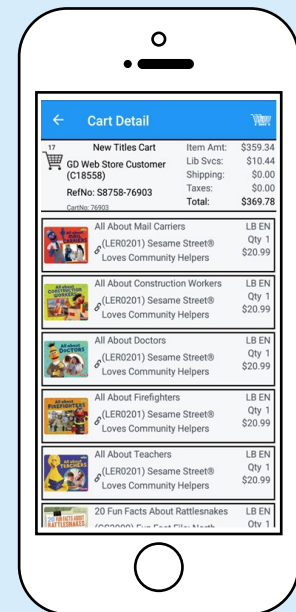 Cart Detail
17
New Titles Cart
GD Web Store Customer
(C18558)
RefNo: S8758-76903
CartNo: 76903
Item Amt: $359.34
Lib Svcs: $10.44
Shipping: $0.00
Taxes: $0.00
Total: $369.78
All About Mail Carriers LB EN
(LER0201) Sesame Street® Qty 1
Loves Community Helpers $20.99
All About Construction Workers LB EN
(LER0201) Sesame Street® Qty 1
Loves Community Helpers $20.99
All About Doctors LB EN
(LER0201) Sesame Street® Qty 1
Loves Community Helpers $20.99
All About Firefighters LB EN
(LER0201) Sesame Street® Qty 1
Loves Community Helpers $20.99
All About Teachers LB EN
(LER0201) Sesame Street® Qty 1
Loves Community Helpers $20.99
20 Fun Facts About Rattlesnakes LB EN
Qty 1